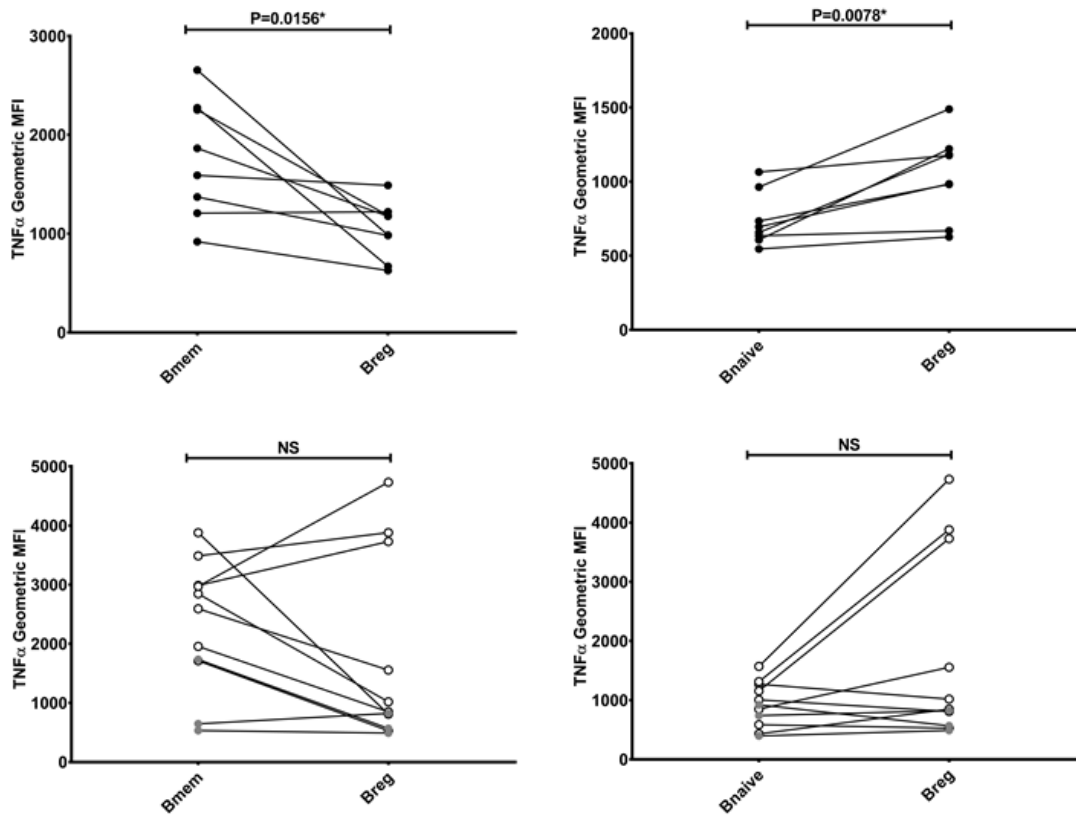 P=0.0156*
TNFα Geometric MFI
3000
2000
1000
0
Bmem
Breg
P=0.0078*
TNFα Geometric MFI
2000
1500
1000
500
0
Bnaive
Breg
NS
TNFα Geometric MFI
5000
4000
3000
2000
1000
0
Bmem
Breg
NS
TNFα Geometric MFI
5000
4000
3000
2000
1000
0
Bnaive
Breg